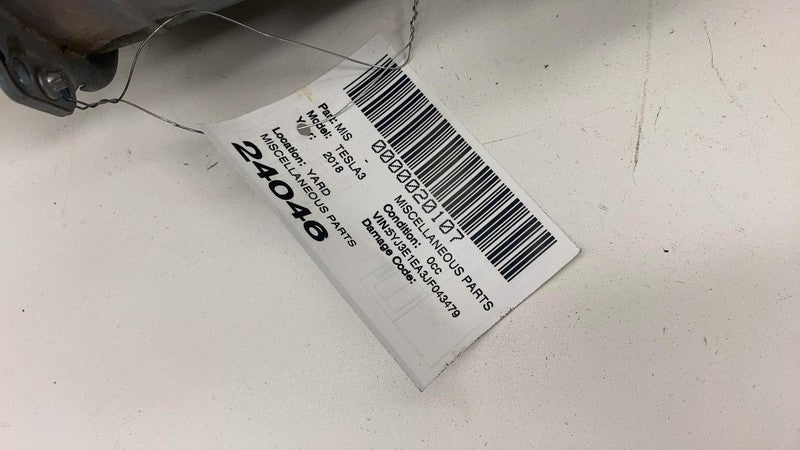 0000020107
Part: MIS - MISCELLANEOUS PARTS
Model: TESLA3 Condition: 0cc
Year: 2018 VIN:5YJ3E1EA3JF043479
Damage Code:
Location: YARD
MISCELLANEOUS PARTS
24046